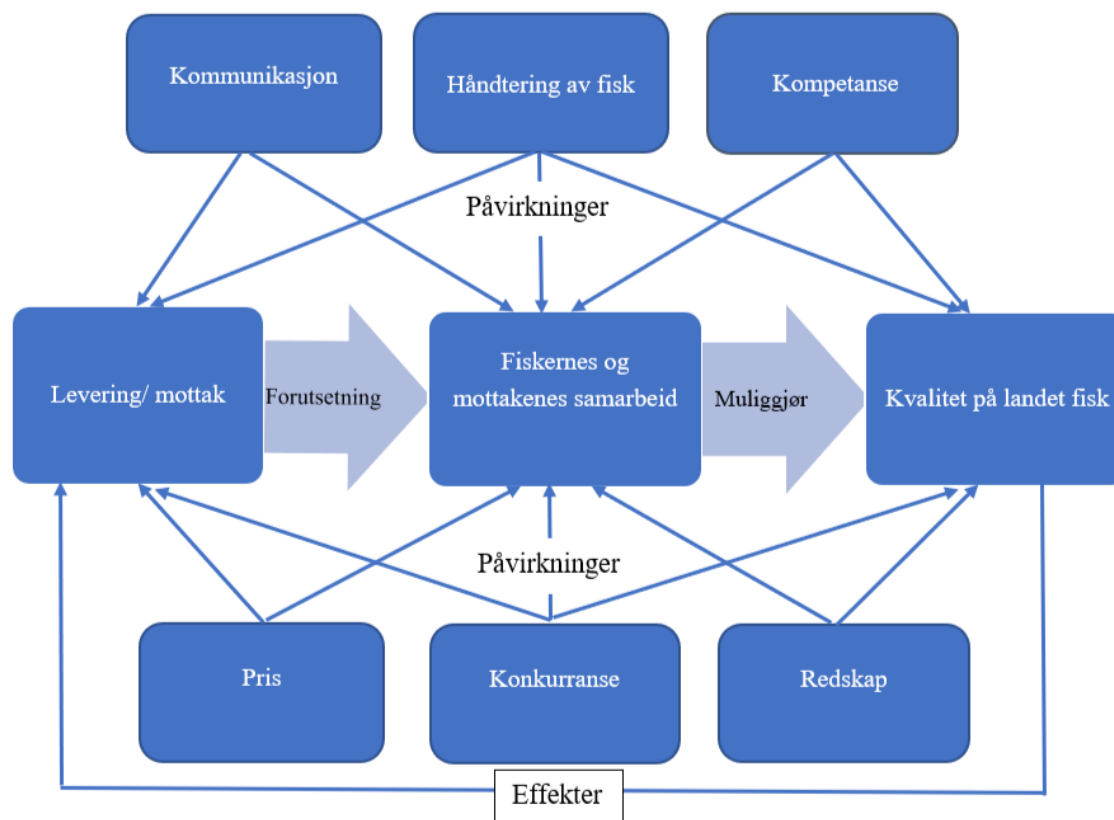 Kommunikasjon
Håndtering av fisk
Kompetanse
Påvirkninger
Levering/ mottak
Forutsetning
Fiskernes og
mottakenes samarbeid
Muliggjør
Kvalitet på landet fisk
Påvirkninger
Pris
Konkurranse
Redskap
Effekter